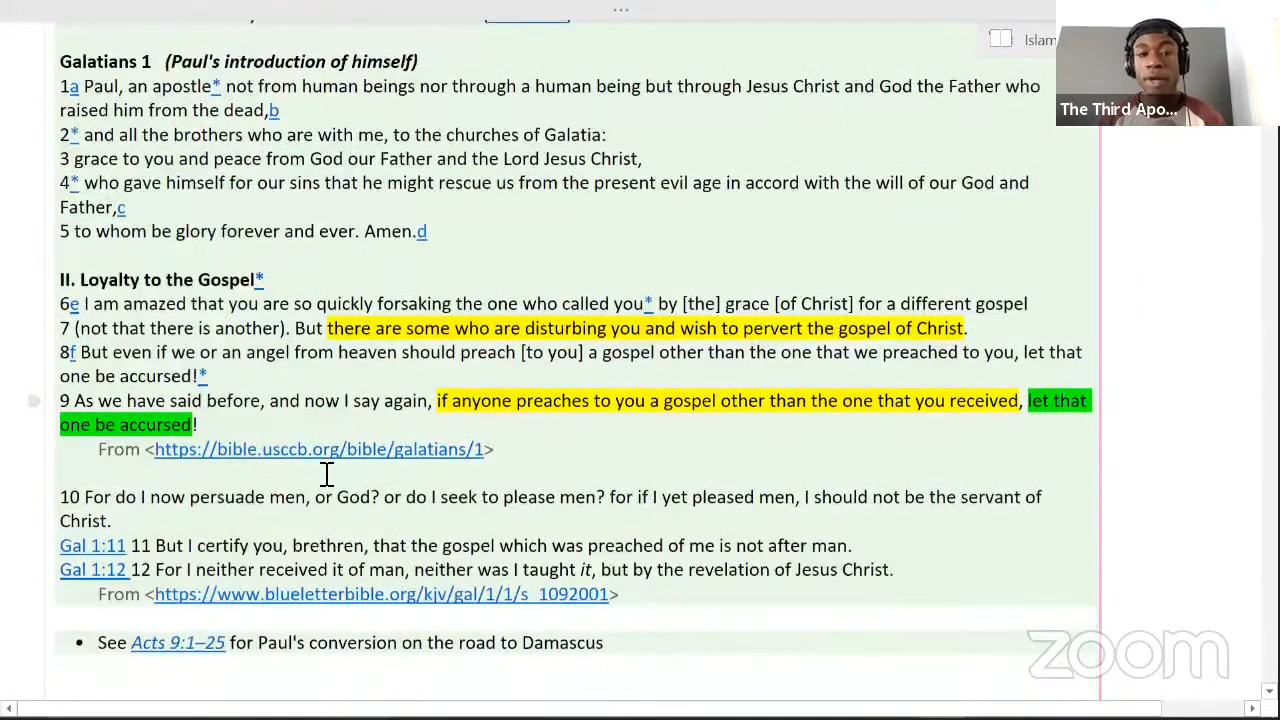 Islam
The Third Apo...
Galatians 1 (Paul's introduction of himself)
1a Paul, an apostle* not from human beings nor through a human being but through Jesus Christ and God the Father who
raised him from the dead,b
2* and all the brothers who are with me, to the churches of Galatia:
3 grace to you and peace from God our Father and the Lord Jesus Christ,
4* who gave himself for our sins that he might rescue us from the present evil age in accord with the will of our God and
Father,c
5 to whom be glory forever and ever. Amen.d
II. Loyalty to the Gospel*
6e I am amazed that you are so quickly forsaking the one who called you* by [the] grace [of Christ] for a different gospel
7 (not that there is another). But there are some who are disturbing you and wish to pervert the gospel of Christ.
8f But even if we or an angel from heaven should preach [to you] a gospel other than the one that we preached to you, let that
one be accursed!*
9 As we have said before, and now I say again, if anyone preaches to you a gospel other than the one that you received, let that
one be accursed!
From <https://bible.usccb.org/bible/galatians/1>
10 For do I now persuade men, or God? or do I seek to please men? for if I yet pleased men, I should not be the servant of
Christ.
Gal 1:11 11 But I certify you, brethren, that the gospel which was preached of me is not after man.
Gal 1:12 12 For I neither received it of man, neither was I taught it, but by the revelation of Jesus Christ.
From <https://www.blueletterbible.org/kjv/gal/1/1/s_1092001>
• See Acts 9:1–25 for Paul's conversion on the road to Damascus
zoom